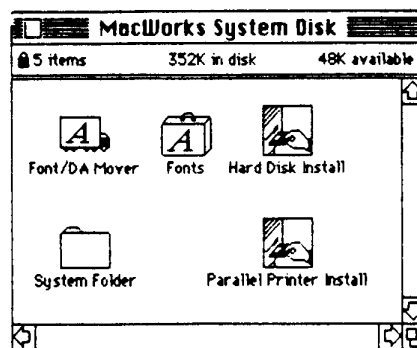 MacWorks System Disk
5 items 352K in disk 48K available
Font/DA Mover Fonts Hard Disk Install
System Folder Parallel Printer Install